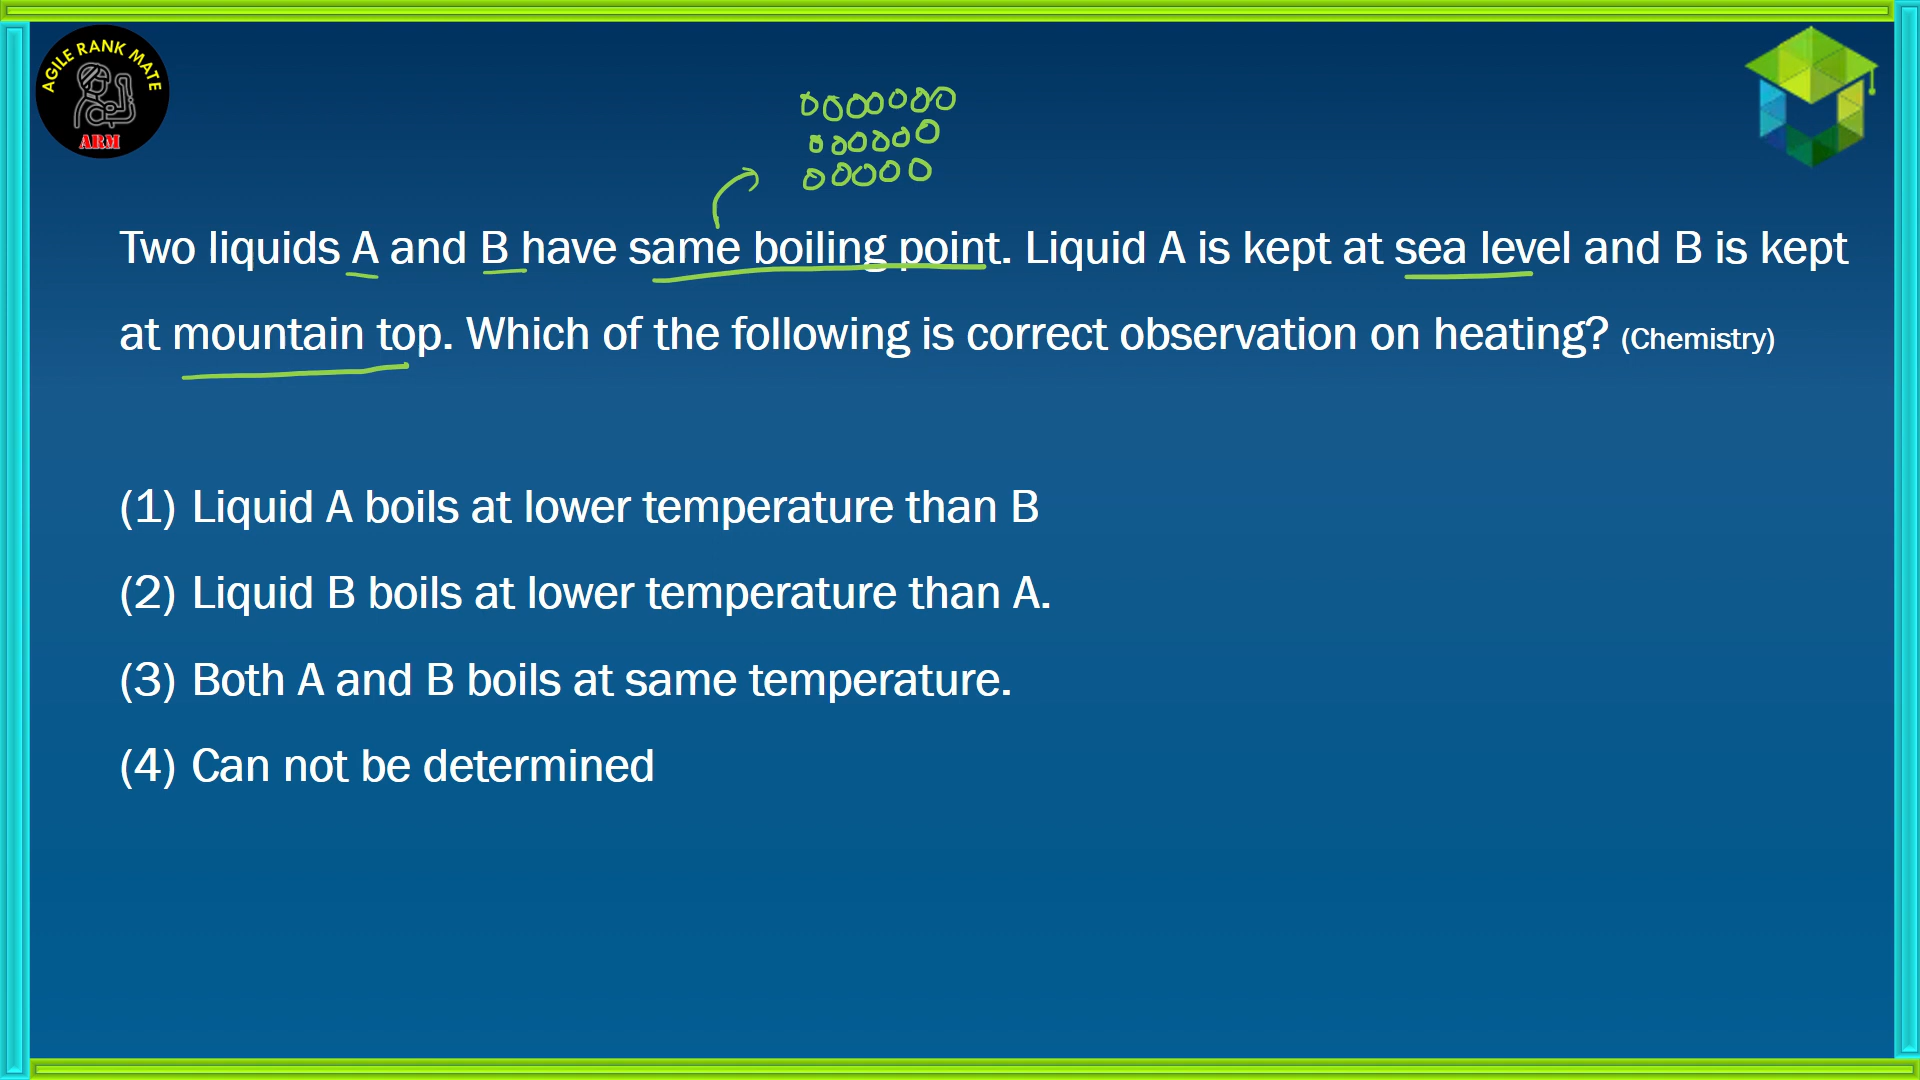 AGILE RANK MATE
ARM
Two liquids A and B have same boiling point. Liquid A is kept at sea level and B is kept
at mountain top. Which of the following is correct observation on heating? (Chemistry)
(1) Liquid A boils at lower temperature than B
(2) Liquid B boils at lower temperature than A.
(3) Both A and B boils at same temperature.
(4) Can not be determined